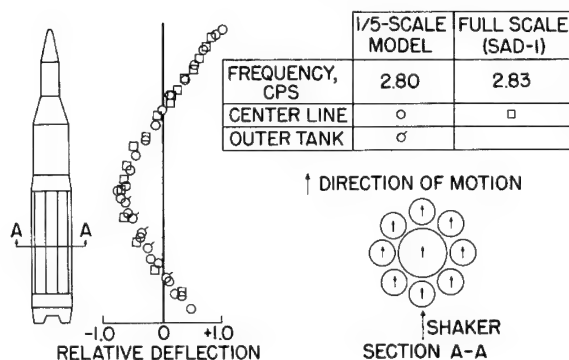 1/5-SCALE MODEL
FULL SCALE (SAD-1)
FREQUENCY, CPS
2.80
2.83
CENTER LINE
OUTER TANK
DIRECTION OF MOTION
A
A
-1.0
0
+1.0
RELATIVE DEFLECTION
SHAKER
SECTION A-A